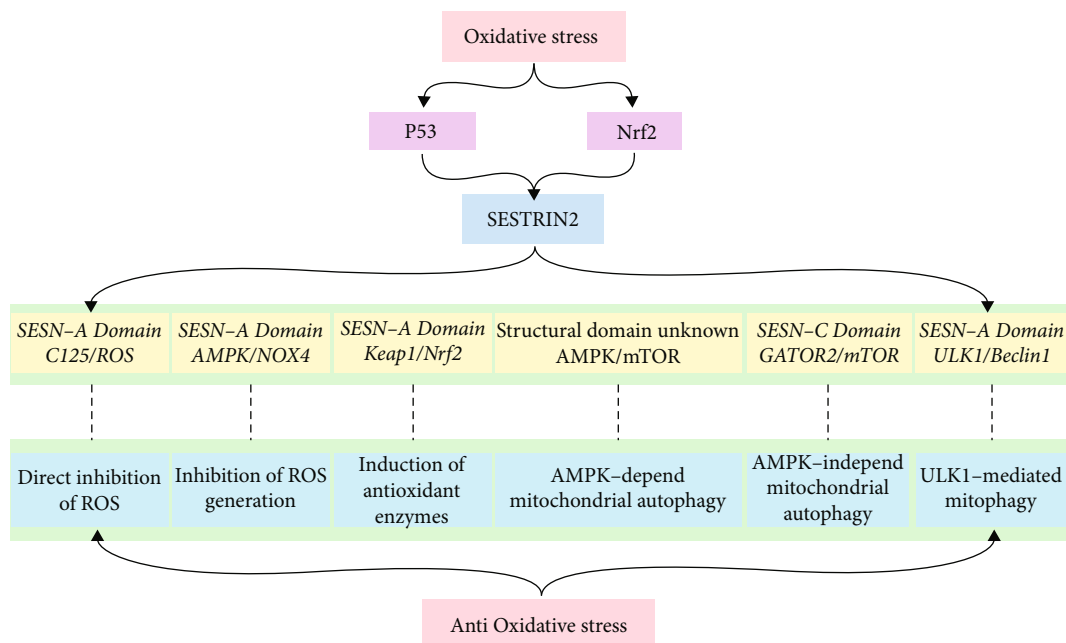 Oxidative stress
P53
Nrf2
SESTRIN2
SESN–A Domain
C125/ROS
SESN–A Domain
AMPK/NOX4
SESN–A Domain
Keap1/Nrf2
Structural domain unknown
AMPK/mTOR
SESN–C Domain
GATOR2/mTOR
SESN–A Domain
ULK1/Beclin1
Direct inhibition
of ROS
Inhibition of ROS
generation
Induction of
antioxidant
enzymes
AMPK–depend
mitochondrial autophagy
AMPK–independ
mitochondrial
autophagy
ULK1–mediated
mitophagy
Anti Oxidative stress